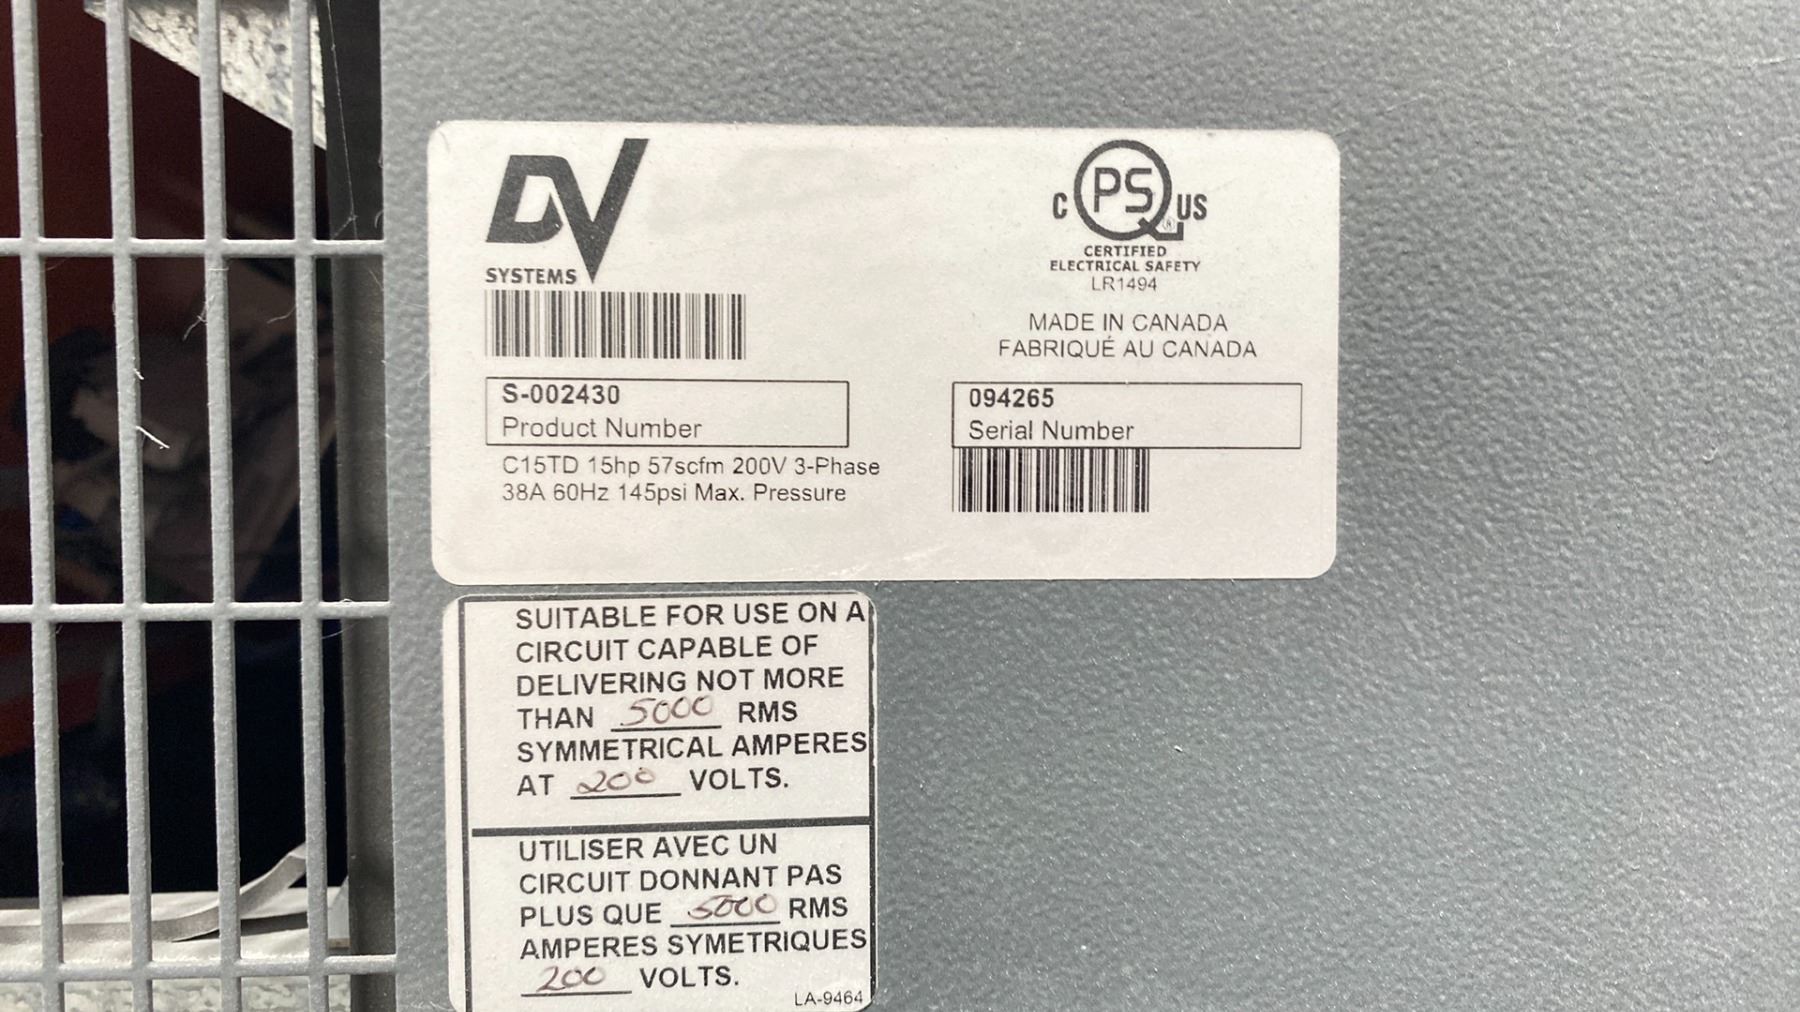 DV
SYSTEMS
C PS US
CERTIFIED
ELECTRICAL SAFETY
LR1494
MADE IN CANADA
FABRIQUÉ AU CANADA
S-002430
Product Number
C15TD 15hp 57scfm 200V 3-Phase
38A 60Hz 145psi Max. Pressure
094265
Serial Number
SUITABLE FOR USE ON A
CIRCUIT CAPABLE OF
DELIVERING NOT MORE
THAN 5000 RMS
SYMMETRICAL AMPERES
AT 200 VOLTS.
UTILISER AVEC UN
CIRCUIT DONNANT PAS
PLUS QUE 5000 RMS
AMPERES SYMETRIQUES
200 VOLTS.
LA-9464